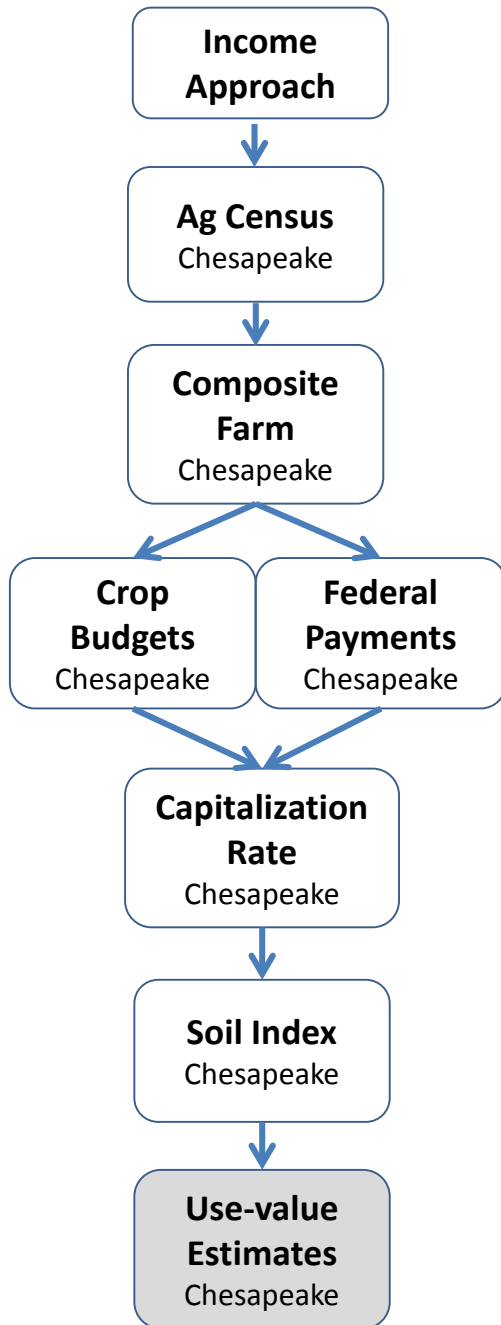 Income
Approach
Ag Census
Chesapeake
Composite
Farm
Chesapeake
Crop
Budgets
Chesapeake
Federal
Payments
Chesapeake
Capitalization
Rate
Chesapeake
Soil Index
Chesapeake
Use-value
Estimates
Chesapeake